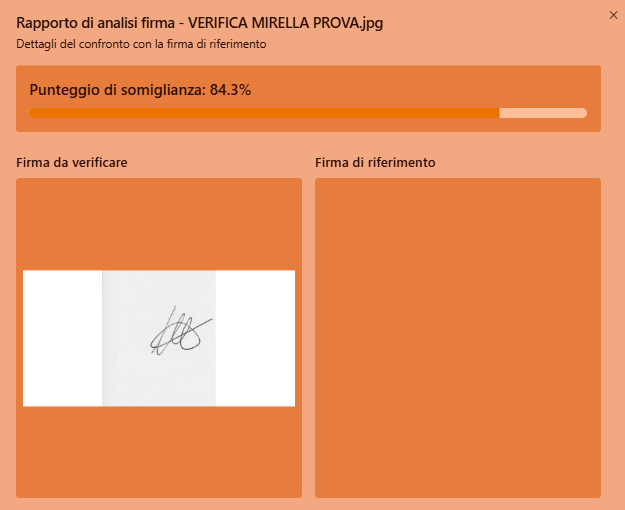 Rapporto di analisi firma - VERIFICA MIRELLA PROVA.jpg
Dettagli del confronto con la firma di riferimento
Punteggio di somiglianza: 84.3%
Firma da verificare
Firma di riferimento